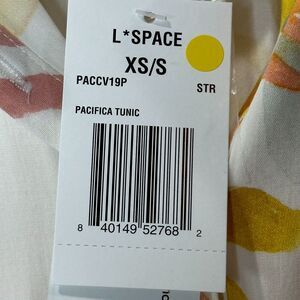 L*SPACE
XS/S
PACCV19P STR
PACIFICA TUNIC
8 40149 52768 2